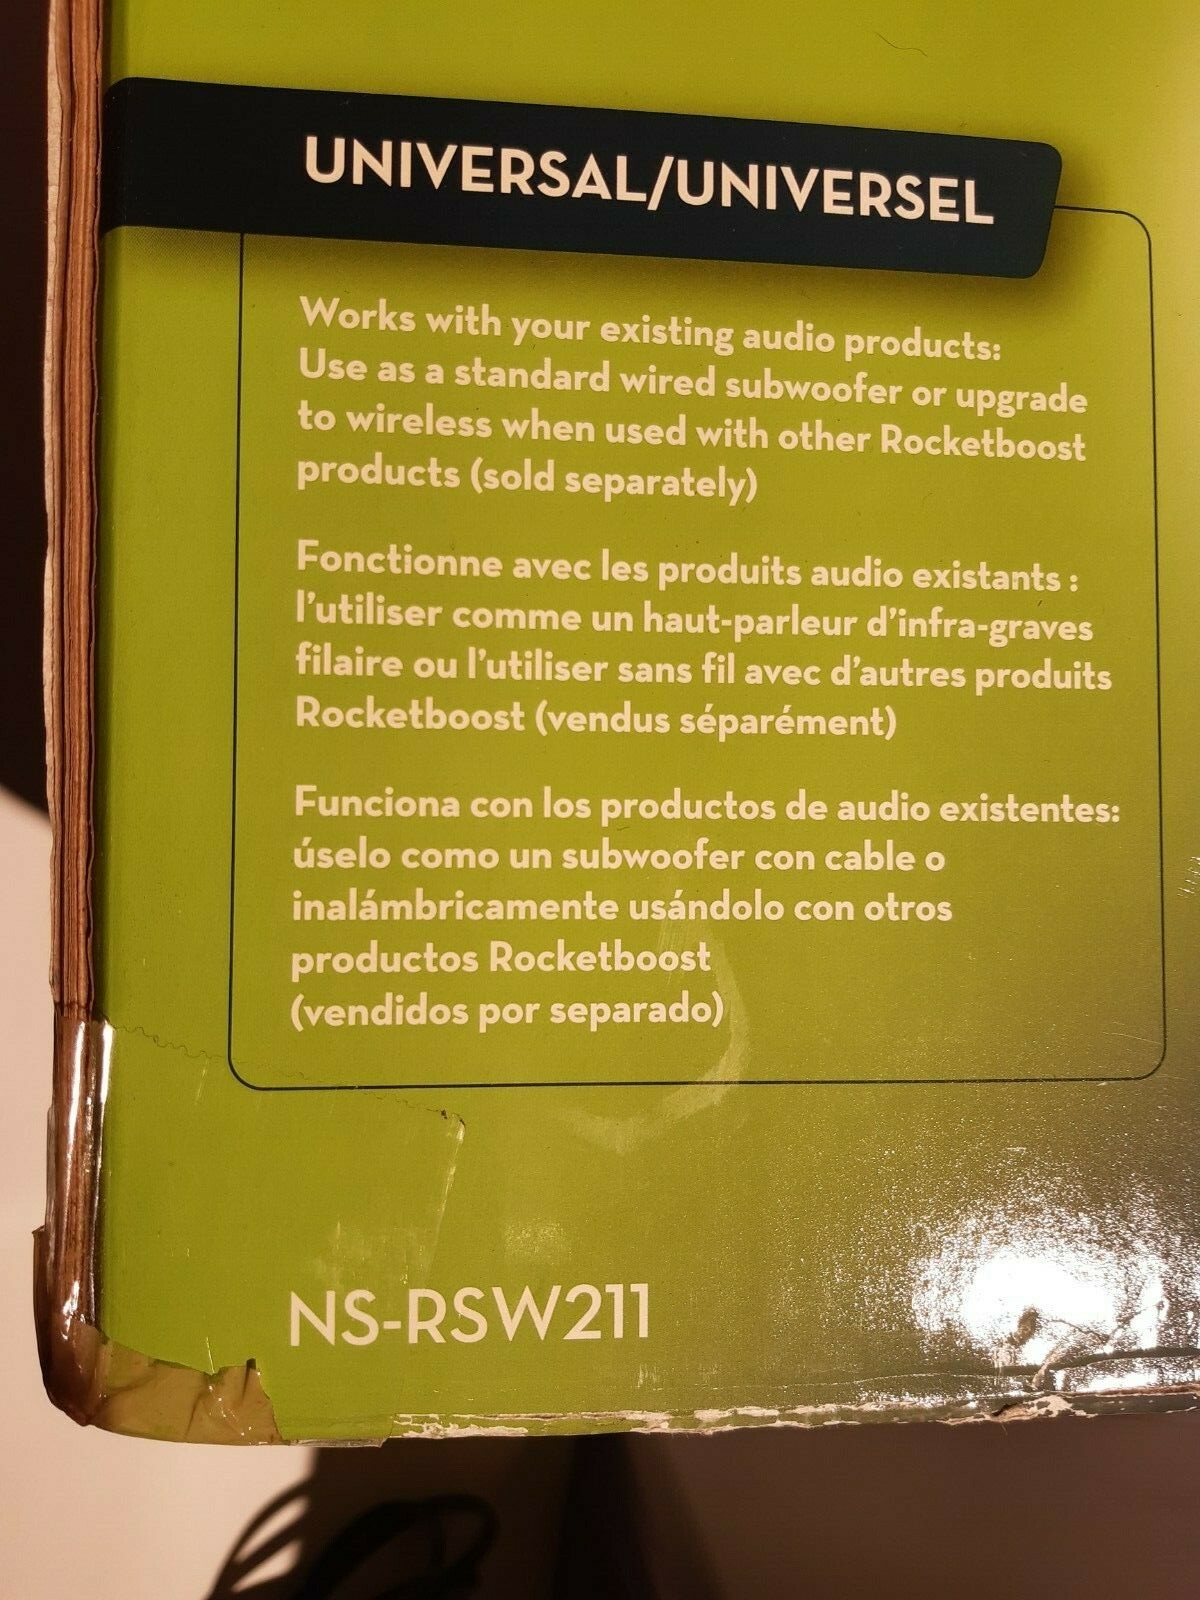 UNIVERSAL/UNIVERSEL
Works with your existing audio products:
Use as a standard wired subwoofer or upgrade
to wireless when used with other Rocketboost
products (sold separately)
Fonctionne avec les produits audio existants :
l'utiliser comme un haut-parleur d'infra-graves
filaire ou l'utiliser sans fil avec d'autres produits
Rocketboost (vendus séparément)
Funciona con los productos de audio existentes:
úselo como un subwoofer con cable o
inalámbricamente usándolo con otros
productos Rocketboost
(vendidos por separado)
NS-RSW211